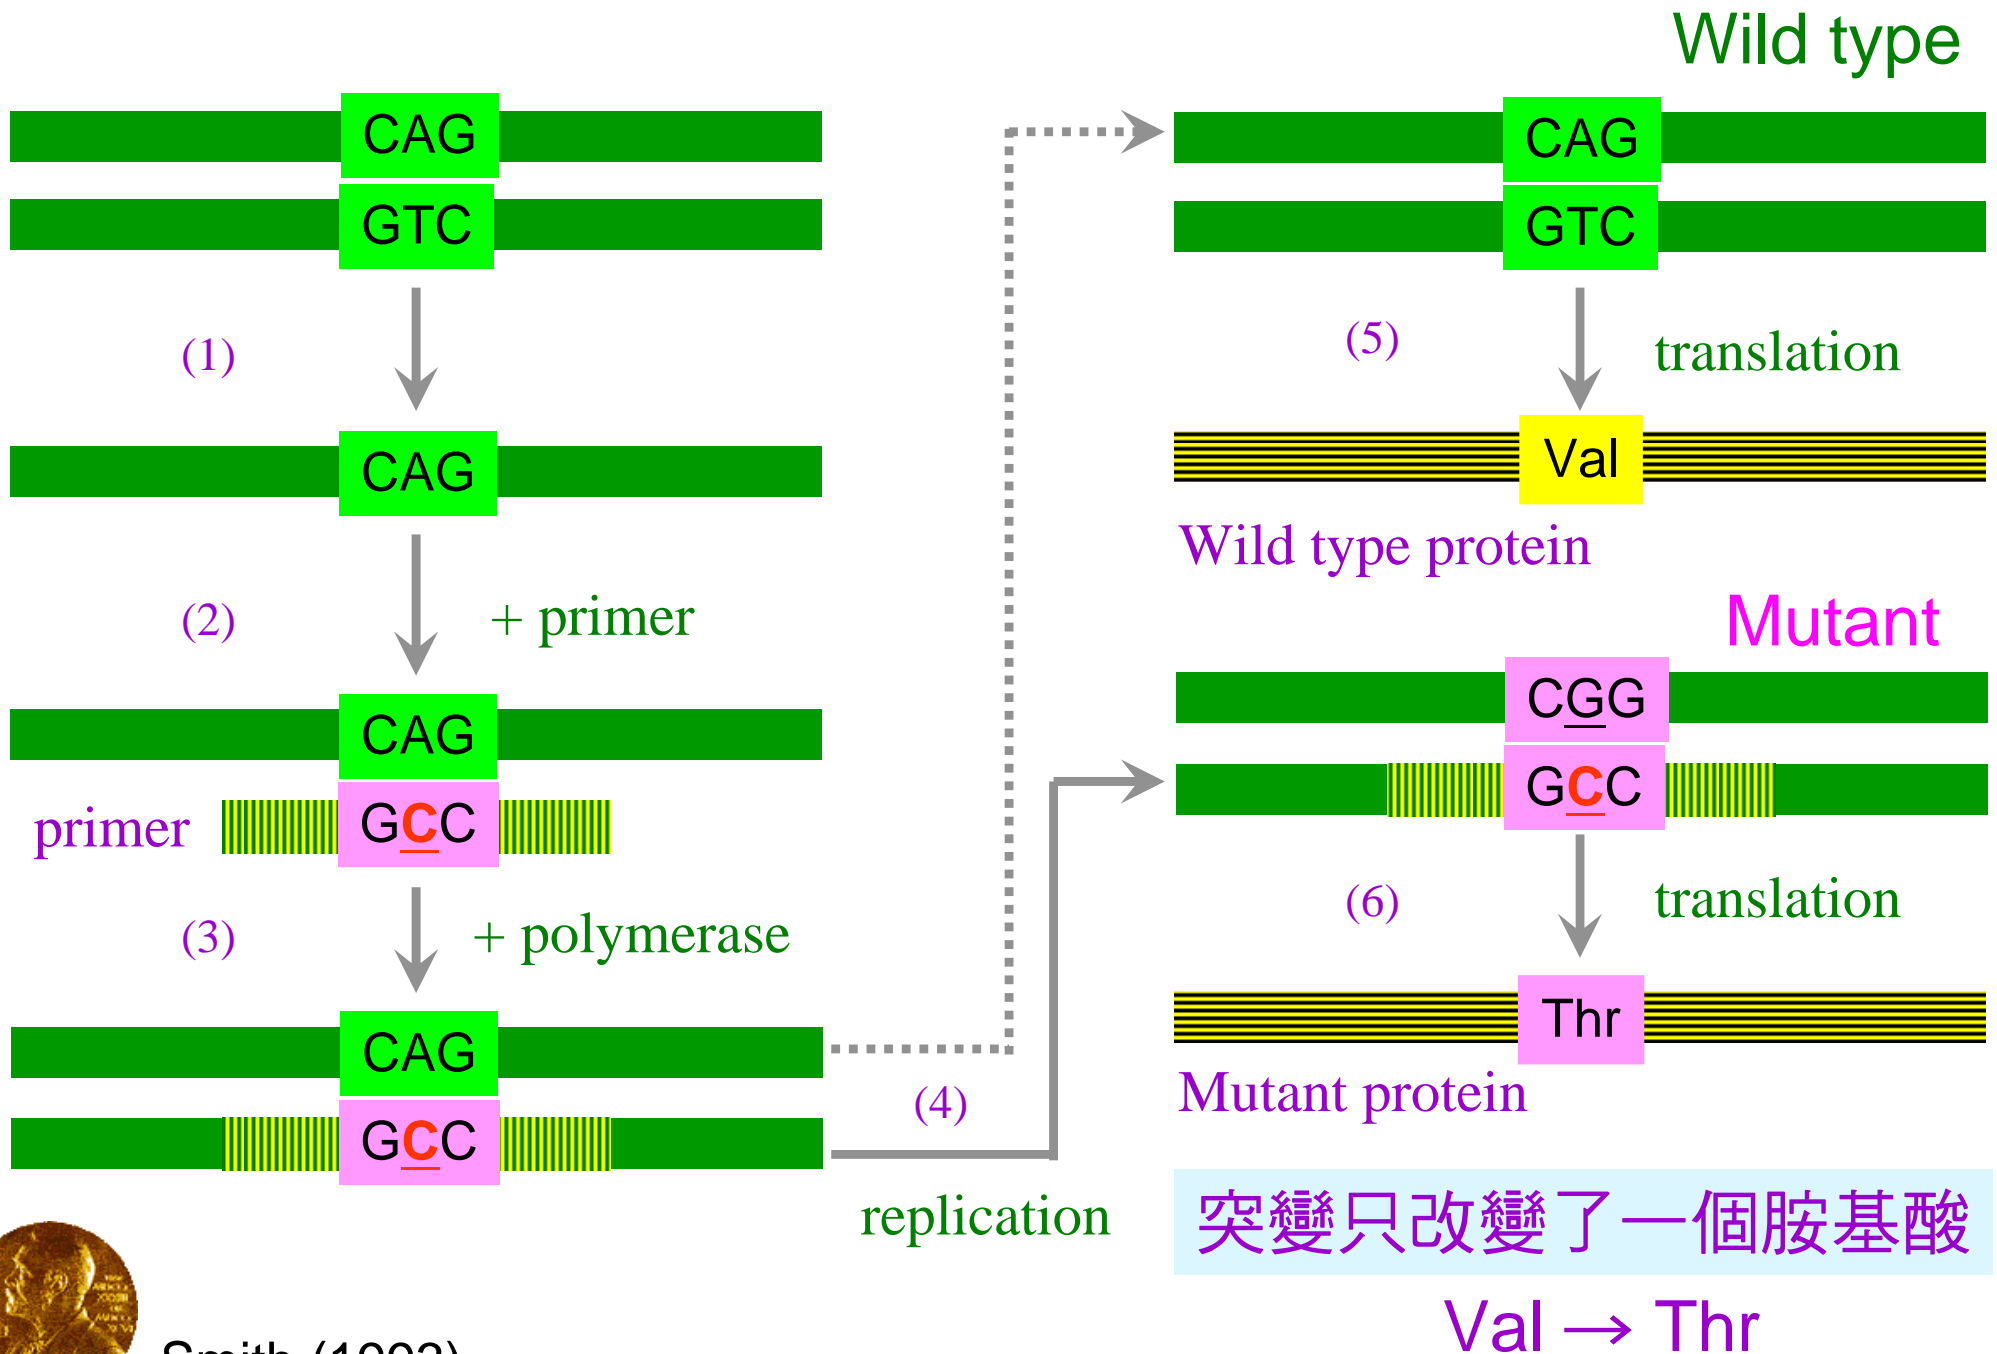 Wild type
CAG
GTC
(1)
CAG
(2)
+ primer
CAG
primer
GCC
(3)
+ polymerase
CAG
GCC
(4)
replication
CAG
GTC
(5)
translation
Val
Wild type protein
Mutant
CGG
GCC
(6)
translation
Thr
Mutant protein
突變只改變了一個胺基酸
Val → Thr
Smith (1993)